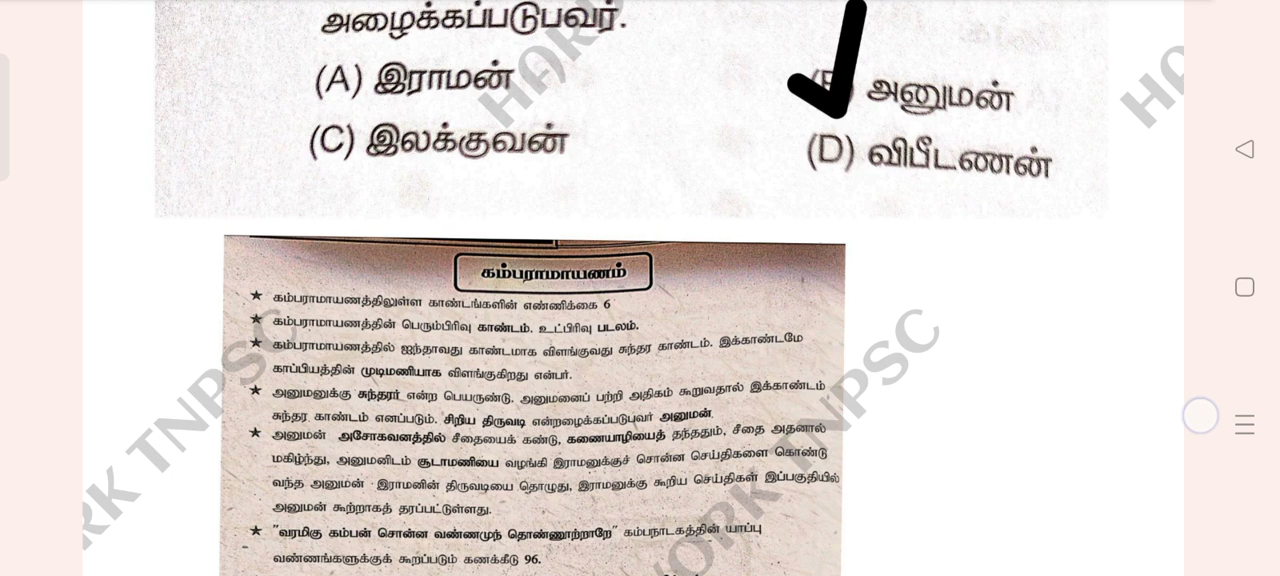 அழைக்கப்படுபவர்.
(A) இராமன்
அனுமன்
(C) இலக்குவன்
(D) விபீடணன்
கம்பராமாயணம்
★ கம்பராமாயணத்திலுள்ள காண்டங்களின் எண்ணிக்கை 6
★ கம்பராமாயணத்தின் பெரும்பிரிவு காண்டம். உட்பிரிவு படலம்.
★ கம்பராமாயணத்தில் ஐந்தாவது காண்டமாக விளங்குவது சுந்தர காண்டம். இக்காண்டமே
காப்பியத்தின் முடிமணியாக விளங்குகிறது என்பர்.
★ அனுமனுக்கு சுந்தரர் என்ற பெயருண்டு. அனுமனைப் பற்றி அதிகம் கூறுவதால் இக்காண்டம்
சுந்தர காண்டம் எனப்படும். சிறிய திருவடி என்றழைக்கப்படுபவர் அனுமன்.
★ அனுமன் அசோகவனத்தில் சீதையைக் கண்டு, கணையாழியைத் தந்ததும், சீதை அதனால்
மகிழ்ந்து, அனுமனிடம் சூடாமணியை வழங்கி இராமனுக்குச் சொன்ன செய்திகளை கொண்டு
வந்த அனுமன் இராமனின் திருவடியை தொழுது, இராமனுக்கு கூறிய செய்திகள் இப்பகுதியில்
அனுமன் கூற்றாகத் தரப்பட்டுள்ளது.
★ "வரமிகு கம்பன் சொன்ன வண்ணமுந் தொண்ணூற்றாறே" கம்பநாடகத்தின் யாப்பு
வண்ணங்களுக்குக் கூறப்படும் கணக்கீடு 96.
RK TNPSC
WORK TNPSC